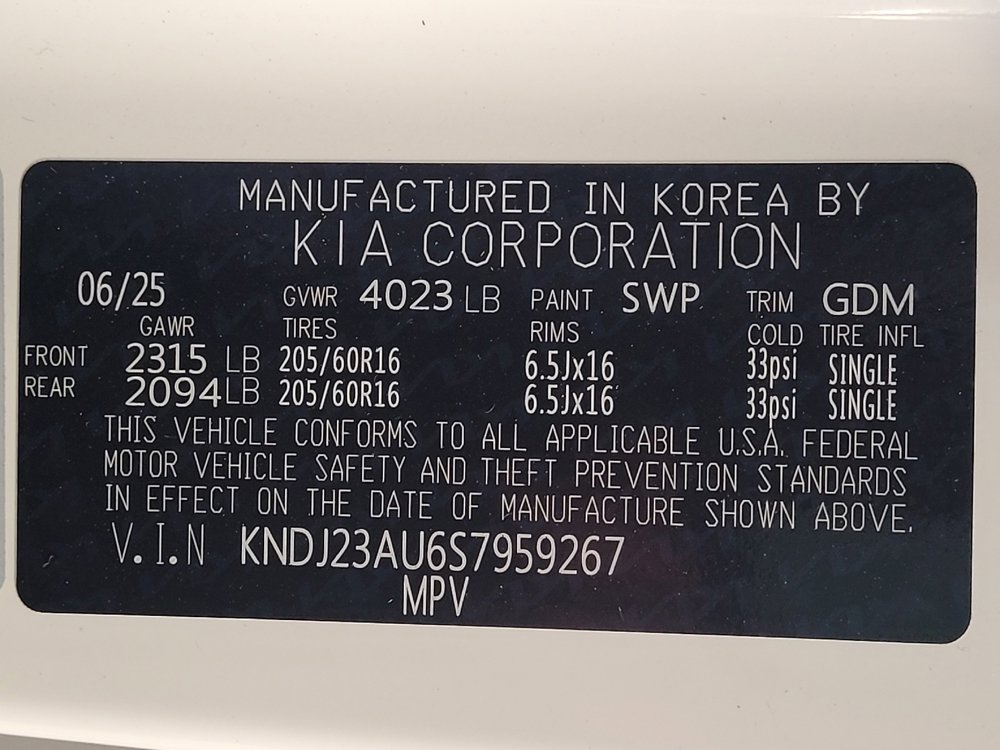 MANUFACTURED IN KOREA BY
KIA CORPORATION
06/25 GVWR 4023 LB PAINT SWP TRIM GDM
GAWR TIRES RIMS COLD TIRE INFL
FRONT 2315 LB 205/60R16 6.5Jx16 33psi SINGLE
REAR 2094 LB 205/60R16 6.5Jx16 33psi SINGLE
THIS VEHICLE CONFORMS TO ALL APPLICABLE U.S.A. FEDERAL
MOTOR VEHICLE SAFETY AND THEFT PREVENTION STANDARDS
IN EFFECT ON THE DATE OF MANUFACTURE SHOWN ABOVE.
V.I.N KNDJ23AU6S7959267
MPV